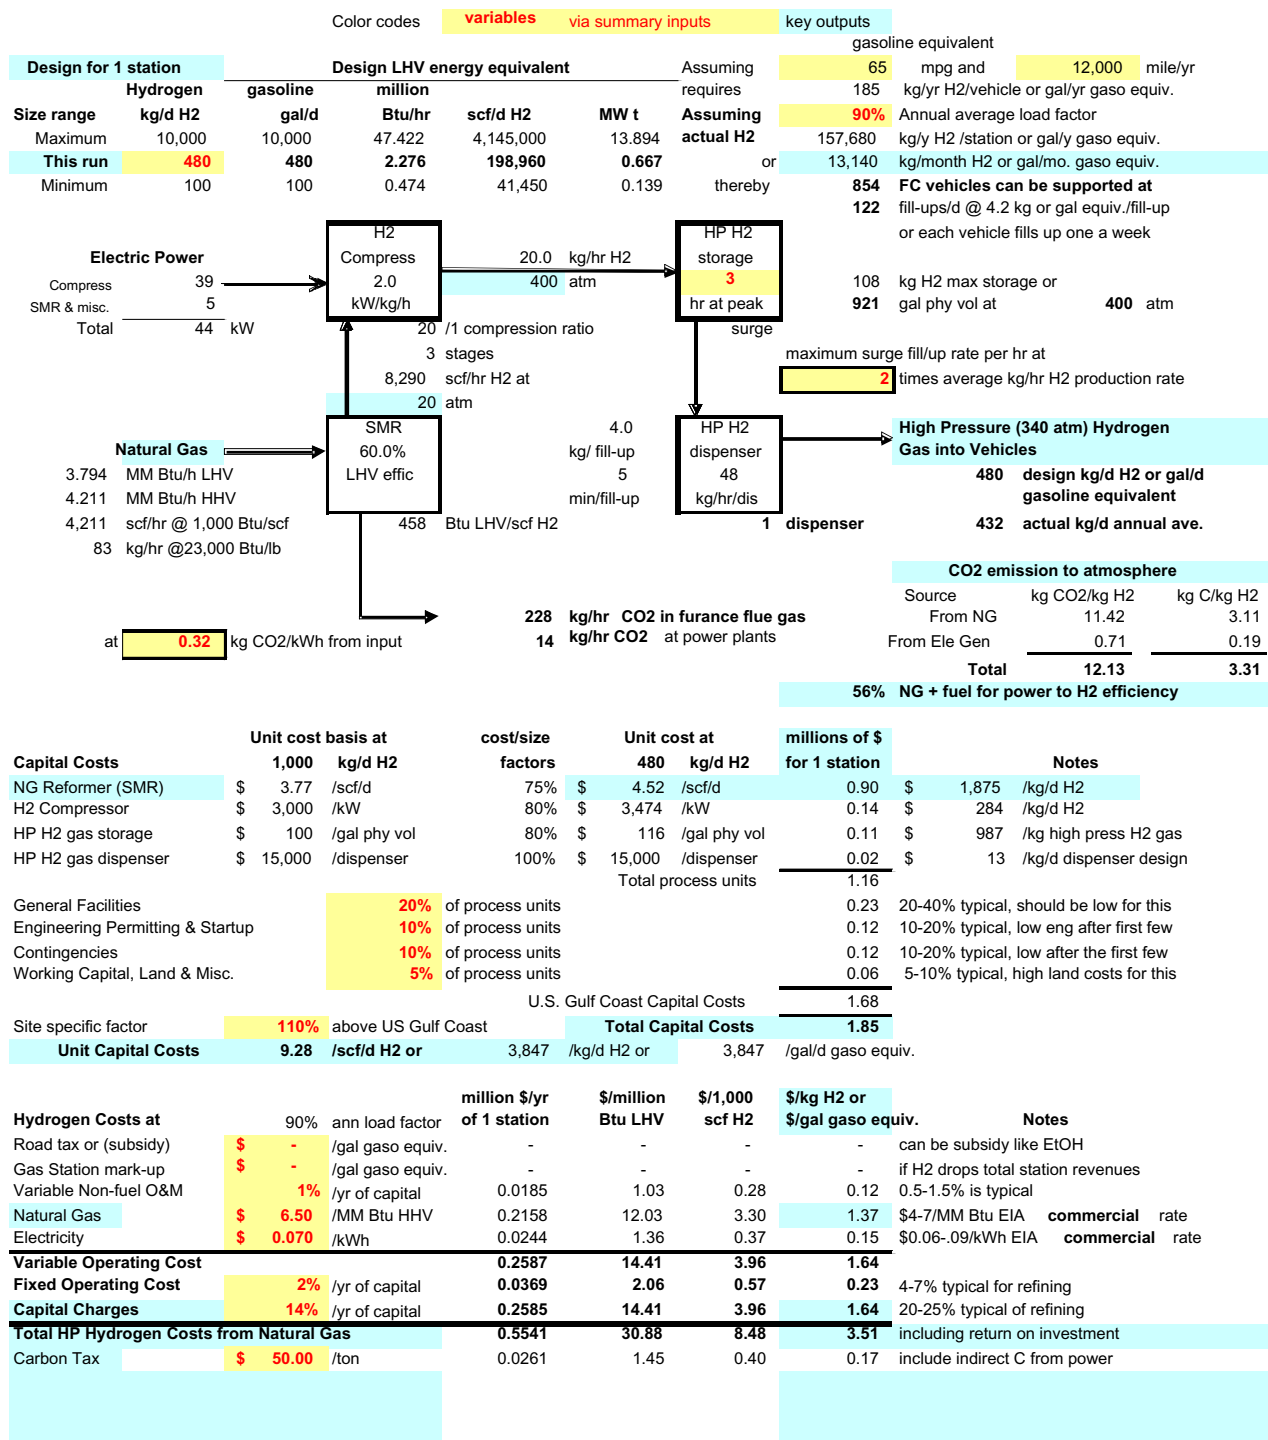 Color codes variables via summary inputs key outputs
gasoline equivalent
Design for 1 station Design LHV energy equivalent Assuming 65 mpg and 12,000 mile/yr
Hydrogen gasoline million requires 185 kg/yr H2/vehicle or gal/yr gaso equiv.
Size range kg/d H2 gal/d Btu/hr scf/d H2 MW t Assuming 90% Annual average load factor
Maximum 10,000 10,000 47.422 4,145,000 13.894 actual H2 157,680 kg/y H2 /station or gal/y gaso equiv.
This run 480 480 2.276 198,960 0.667 or 13,140 kg/month H2 or gal/mo. gaso equiv.
Minimum 100 100 0.474 41,450 0.139 thereby 854 FC vehicles can be supported at
122 fill-ups/d @ 4.2 kg or gal equiv./fill-up
H2 HP H2 or each vehicle fills up one a week
Electric Power Compress 20.0 kg/hr H2 storage
Compress 39 2.0 400 atm 3 108 kg H2 max storage or
SMR & misc. 5 kW/kg/h hr at peak 921 gal phy vol at 400 atm
Total 44 kW 20 /1 compression ratio surge
3 stages maximum surge fill/up rate per hr at
8,290 scf/hr H2 at 2 times average kg/hr H2 production rate
20 atm
SMR 4.0 HP H2 High Pressure (340 atm) Hydrogen
Natural Gas 60.0% kg/ fill-up dispenser Gas into Vehicles
3.794 MM Btu/h LHV LHV effic 5 48 480 design kg/d H2 or gal/d
4.211 MM Btu/h HHV min/fill-up kg/hr/dis gasoline equivalent
4,211 scf/hr @ 1,000 Btu/scf 458 Btu LHV/scf H2 1 dispenser 432 actual kg/d annual ave.
83 kg/hr @23,000 Btu/lb
CO2 emission to atmosphere
Source kg CO2/kg H2 kg C/kg H2
228 kg/hr CO2 in furance flue gas From NG 11.42 3.11
at 0.32 kg CO2/kWh from input 14 kg/hr CO2 at power plants From Ele Gen 0.71 0.19
Total 12.13 3.31
56% NG + fuel for power to H2 efficiency
Unit cost basis at cost/size Unit cost at millions of $
Capital Costs 1,000 kg/d H2 factors 480 kg/d H2 for 1 station Notes
NG Reformer (SMR) $ 3.77 /scf/d 75% $ 4.52 /scf/d 0.90 $ 1,875 /kg/d H2
H2 Compressor $ 3,000 /kW 80% $ 3,474 /kW 0.14 $ 284 /kg/d H2
HP H2 gas storage $ 100 /gal phy vol 80% $ 116 /gal phy vol 0.11 $ 987 /kg high press H2 gas
HP H2 gas dispenser $ 15,000 /dispenser 100% $ 15,000 /dispenser 0.02 $ 13 /kg/d dispenser design
Total process units 1.16
General Facilities 20% of process units 0.23 20-40% typical, should be low for this
Engineering Permitting & Startup 10% of process units 0.12 10-20% typical, low eng after first few
Contingencies 10% of process units 0.12 10-20% typical, low after the first few
Working Capital, Land & Misc. 5% of process units 0.06 5-10% typical, high land costs for this
U.S. Gulf Coast Capital Costs 1.68
Site specific factor 110% above US Gulf Coast Total Capital Costs 1.85
Unit Capital Costs 9.28 /scf/d H2 or 3,847 /kg/d H2 or 3,847 /gal/d gaso equiv.
million $/yr $/million $/1,000 $/kg H2 or
Hydrogen Costs at 90% ann load factor of 1 station Btu LHV scf H2 $/gal gaso equiv. Notes
Road tax or (subsidy) $ - /gal gaso equiv. - - - - can be subsidy like EtOH
Gas Station mark-up $ - /gal gaso equiv. - - - - if H2 drops total station revenues
Variable Non-fuel O&M 1% /yr of capital 0.0185 1.03 0.28 0.12 0.5-1.5% is typical
Natural Gas $ 6.50 /MM Btu HHV 0.2158 12.03 3.30 1.37 $4-7/MM Btu EIA commercial rate
Electricity $ 0.070 /kWh 0.0244 1.36 0.37 0.15 $0.06-.09/kWh EIA commercial rate
Variable Operating Cost 0.2587 14.41 3.96 1.64
Fixed Operating Cost 2% /yr of capital 0.0369 2.06 0.57 0.23 4-7% typical for refining
Capital Charges 14% /yr of capital 0.2585 14.41 3.96 1.64 20-25% typical of refining
Total HP Hydrogen Costs from Natural Gas 0.5541 30.88 8.48 3.51 including return on investment
Carbon Tax $ 50.00 /ton 0.0261 1.45 0.40 0.17 include indirect C from power